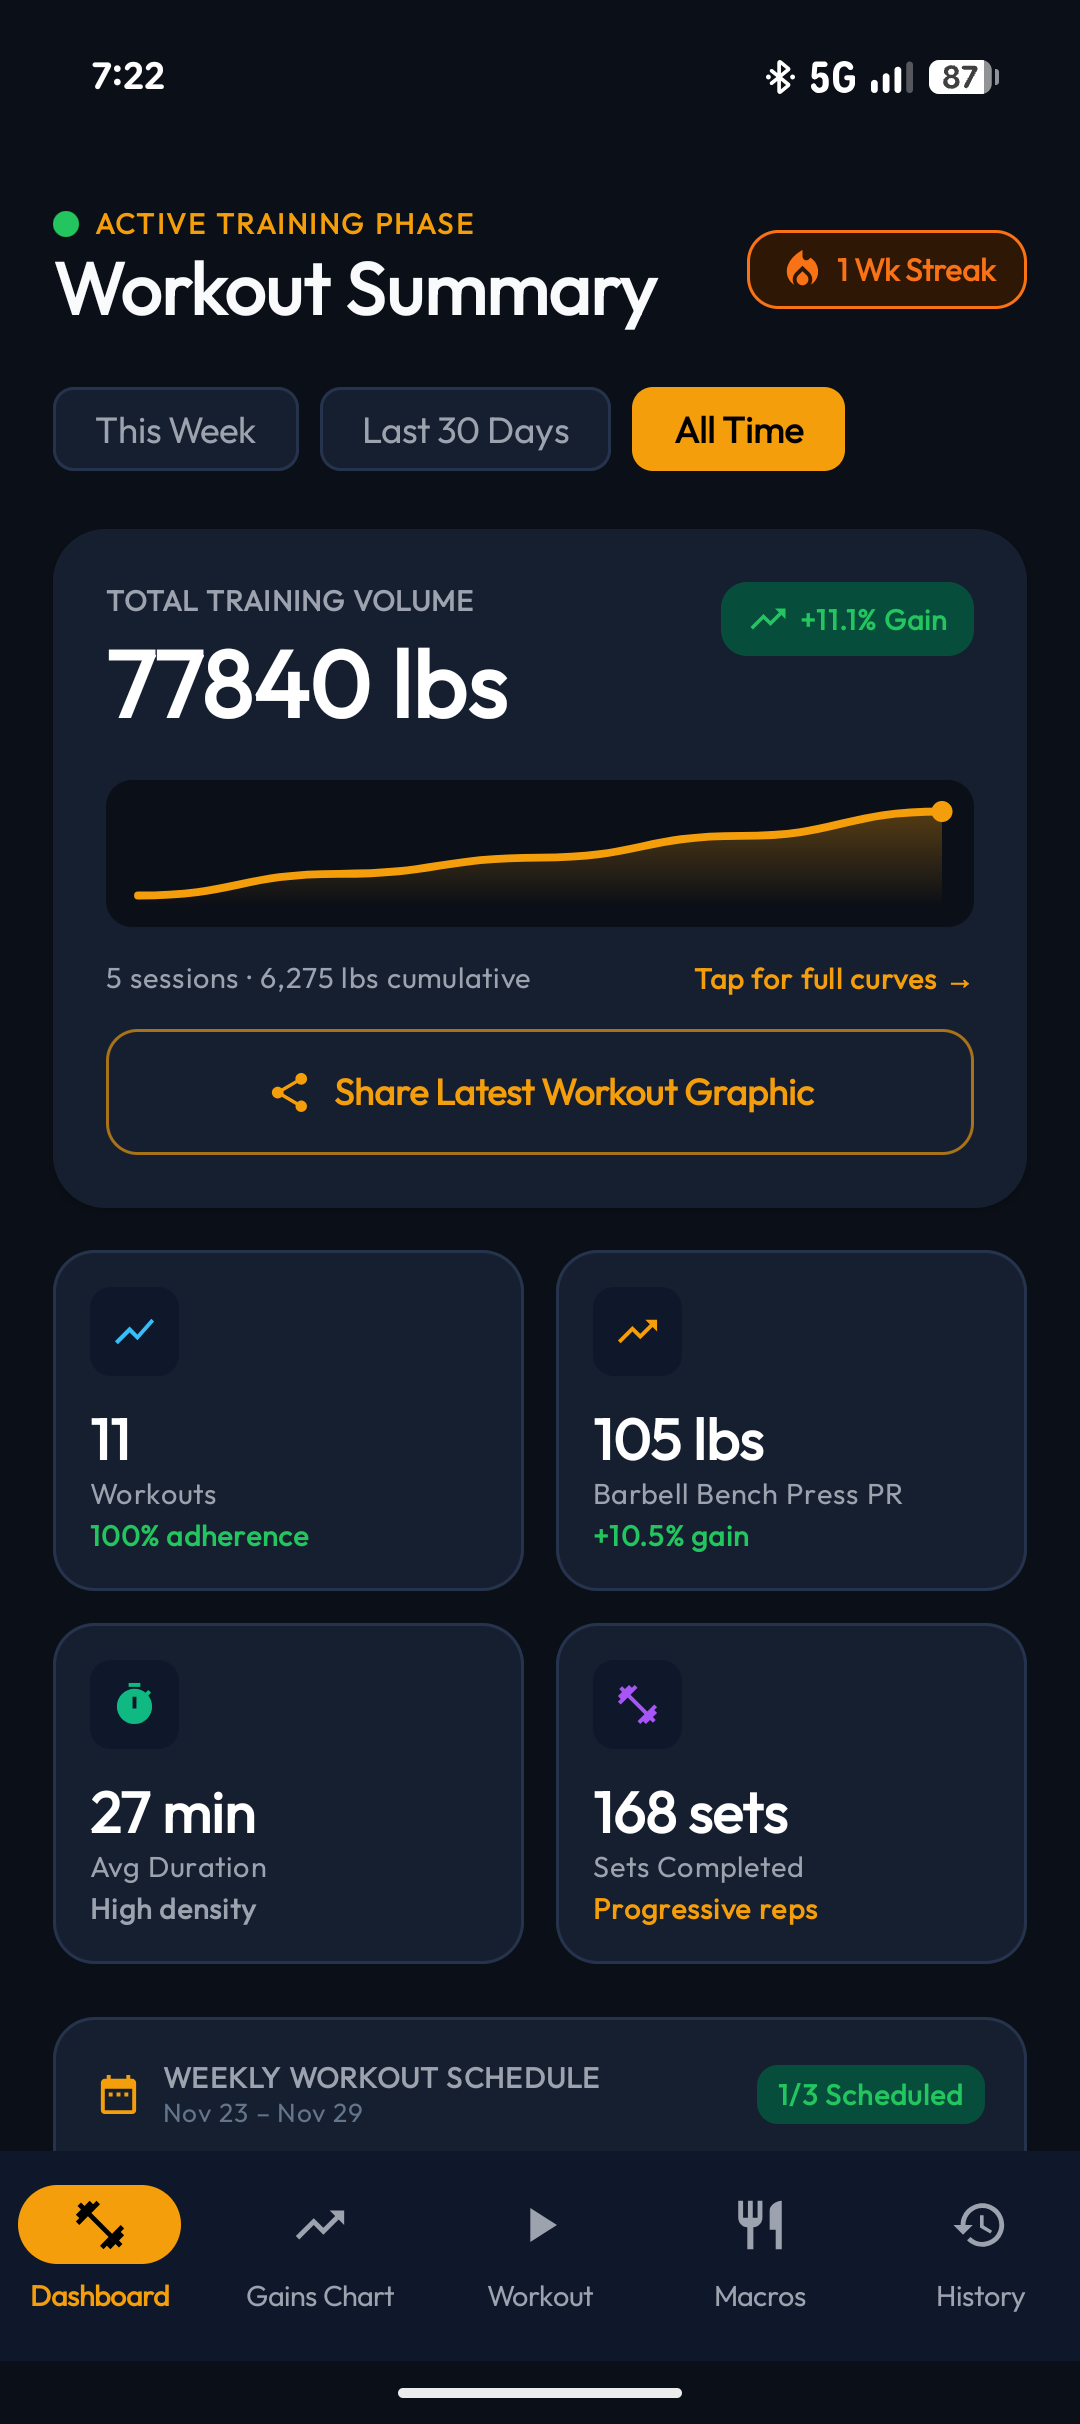 7:22
5G
87
ACTIVE TRAINING PHASE
Workout Summary
1 Wk Streak
This Week
Last 30 Days
All Time
TOTAL TRAINING VOLUME
+11.1% Gain
77840 lbs
5 sessions · 6,275 lbs cumulative
Tap for full curves →
Share Latest Workout Graphic
11
Workouts
100% adherence
105 lbs
Barbell Bench Press PR
+10.5% gain
27 min
Avg Duration
High density
168 sets
Sets Completed
Progressive reps
WEEKLY WORKOUT SCHEDULE
Nov 23 – Nov 29
1/3 Scheduled
Dashboard
Gains Chart
Workout
Macros
History